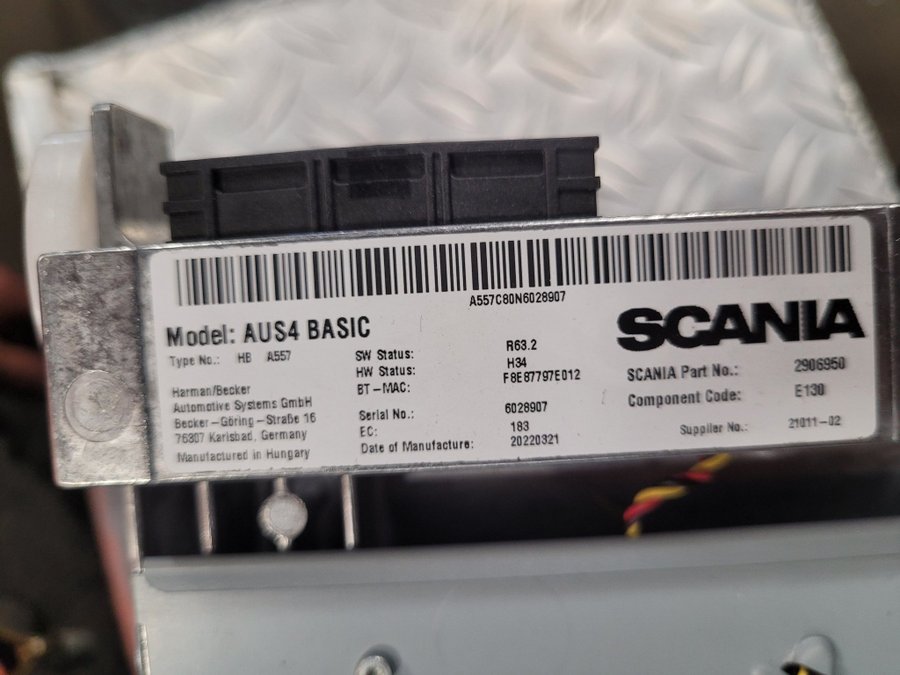 A557C80N6028907
Model: AUS4 BASIC
Type No.: HB A557
Harman/Becker
Automotive Systems GmbH
Becker-Göring-Straße 16
76307 Karlsbad, Germany
Manufactured in Hungary
SW Status: R63.2
HW Status: H34
BT-MAC: F8E87797E012
Serial No.: 6028907
EC: 183
Date of Manufacture: 20220321
SCANIA
SCANIA Part No.: 2906950
Component Code: E130
Supplier No.: 21011-02